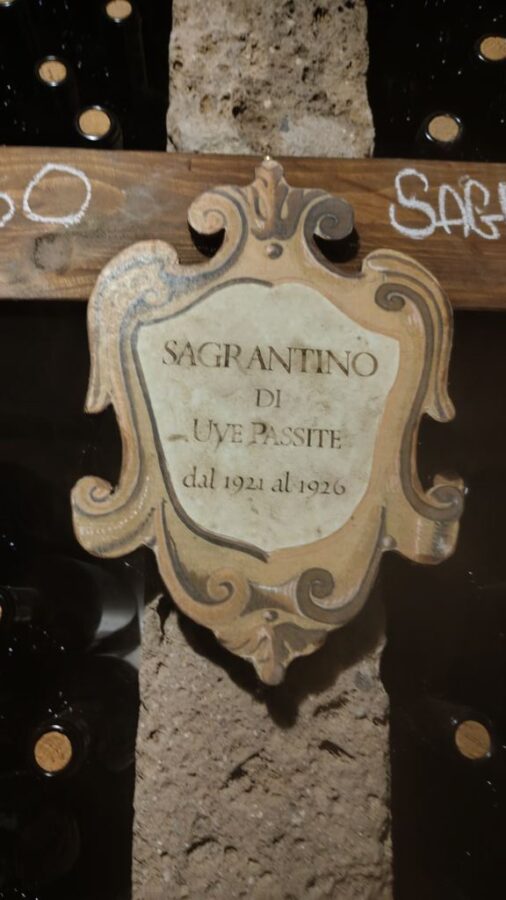 SAGRANTINO
DI
UVE PASSITE
dal 1921 al 1926